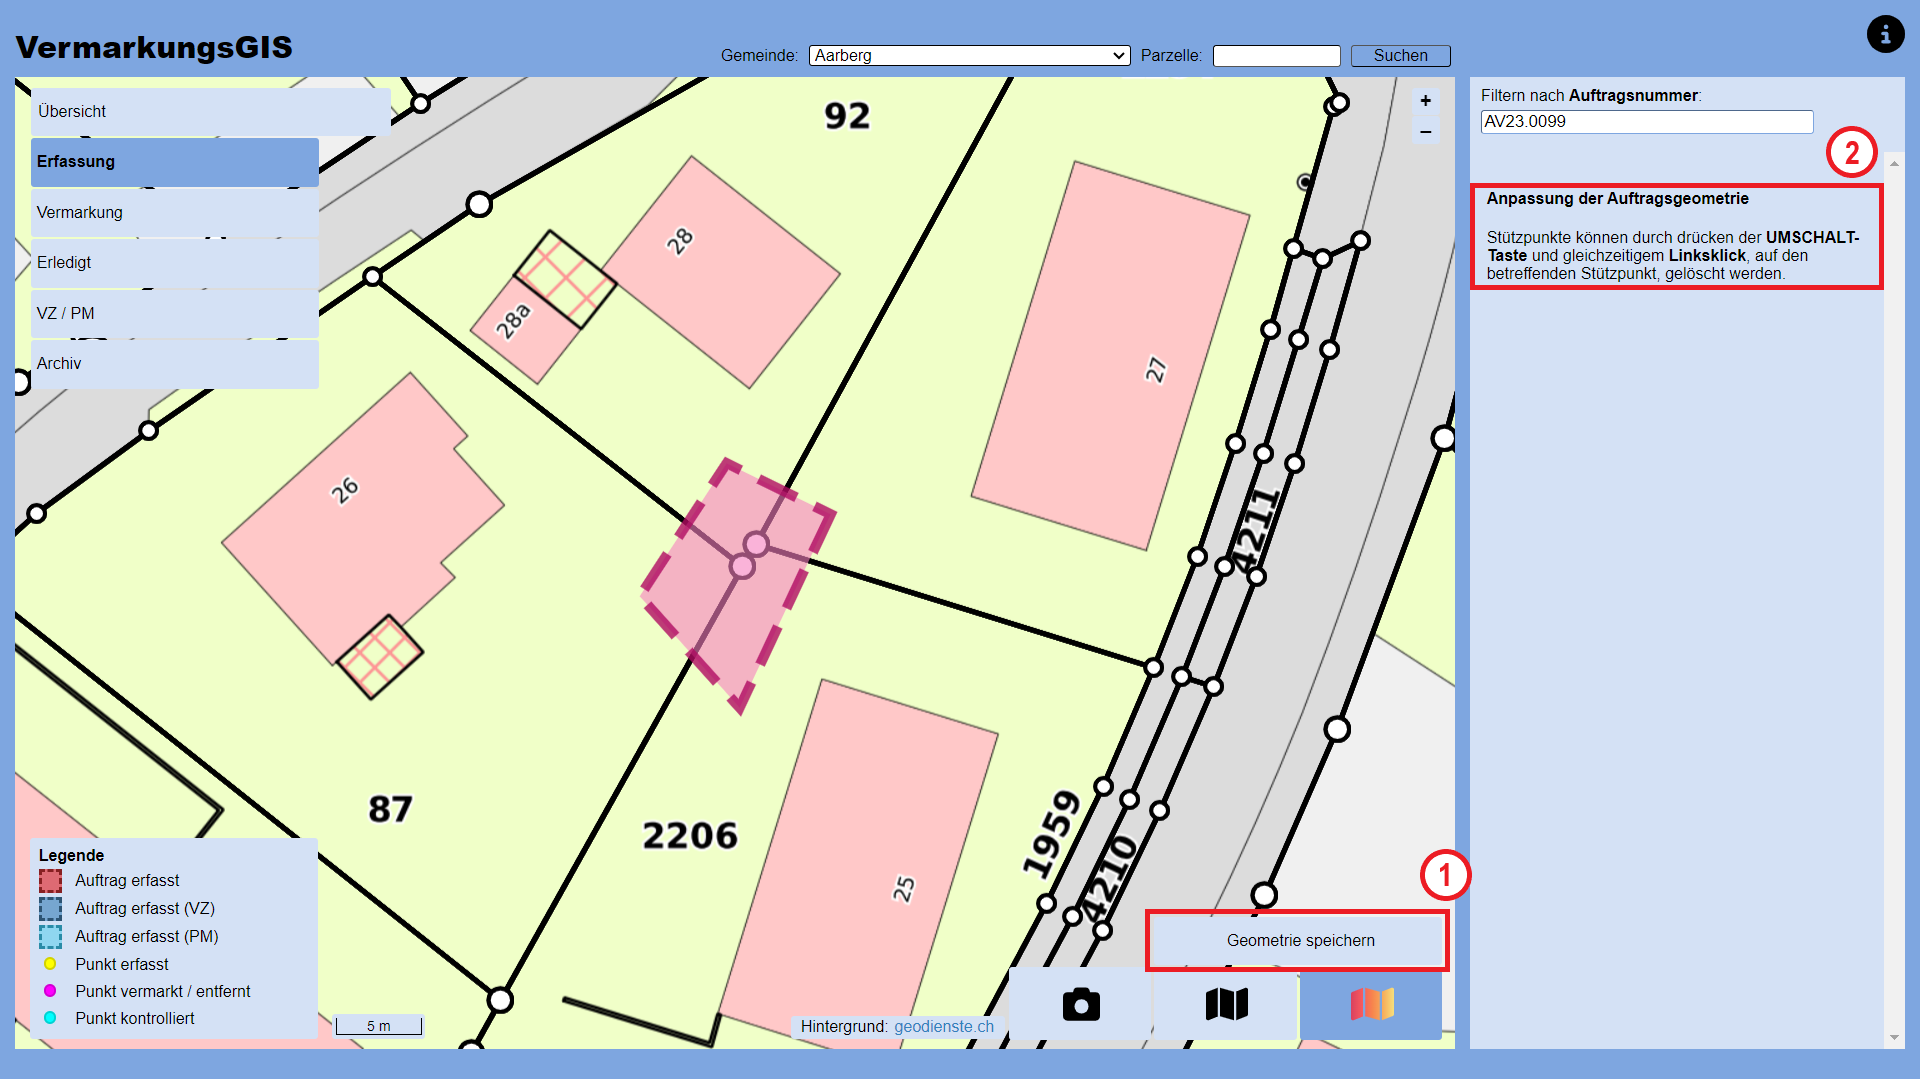 VermarkungsGIS
Gemeinde: Aarberg Parzelle: Suchen
Übersicht
Erfassung
Vermarkung
Erledigt
VZ / PM
Archiv
+
−
Filtern nach Auftragsnummer:
AV23.0099
2
Anpassung der Auftragsgeometrie
Stützpunkte können durch drücken der UMSCHALT-
Taste und gleichzeitigem Linksklick, auf den
betreffenden Stützpunkt, gelöscht werden.
92
28
28a
27
26
4211
87
2206
1959
4210
25
1
Legende
Auftrag erfasst
Auftrag erfasst (VZ)
Auftrag erfasst (PM)
Punkt erfasst
Punkt vermarkt / entfernt
Punkt kontrolliert
5 m
Geometrie speichern
Hintergrund: geodienste.ch